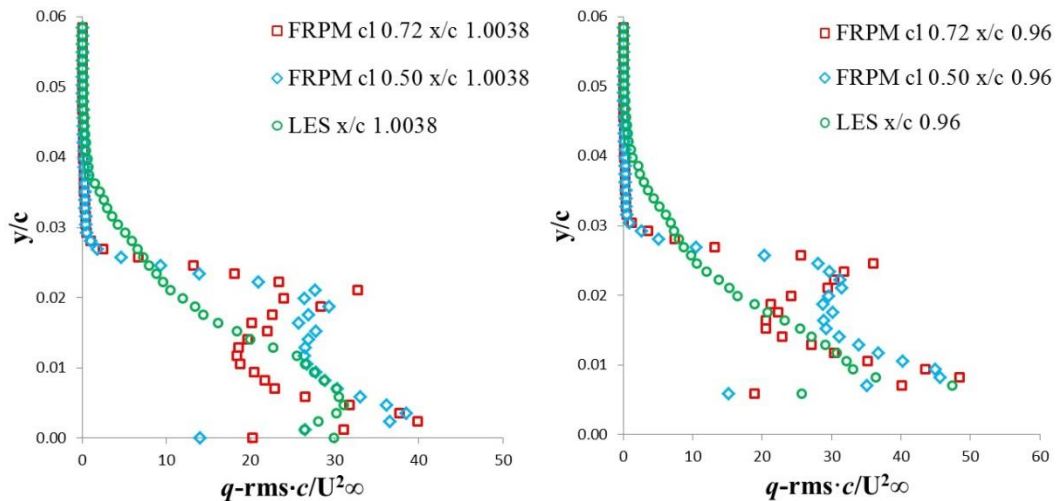 0.06
0.05
0.04
0.03
0.02
0.01
0.00
y/c
0 10 20 30 40 50
q-rms·c/U²∞
FRPM cl 0.72 x/c 1.0038
FRPM cl 0.50 x/c 1.0038
LES x/c 1.0038
0.06
0.05
0.04
0.03
0.02
0.01
0.00
y/c
0 10 20 30 40 50 60
q-rms·c/U²∞
FRPM cl 0.72 x/c 0.96
FRPM cl 0.50 x/c 0.96
LES x/c 0.96